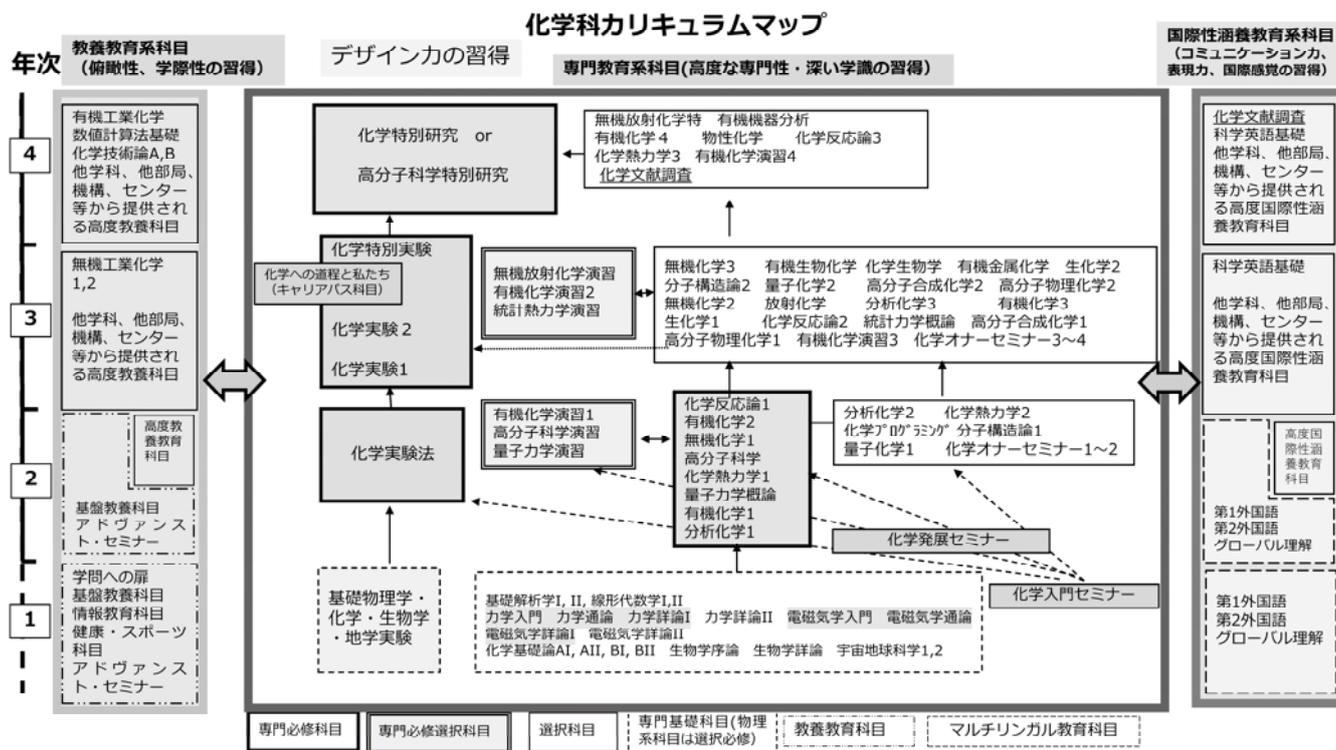 化学科カリキュラムマップ
年次
教養教育系科目
(俯瞰性、学際性の習得)
デザイン力の習得
専門教育系科目(高度な専門性・深い学識の習得)
国際性涵養教育系科目
(コミュニケーション力、
表現力、国際感覚の習得)
4
有機工業化学
数値計算法基礎
化学技術論A,B
他学科、他部局、
機構、センター
等から提供され
る高度教養科目
化学特別研究 or
高分子科学特別研究
無機放射化学特 有機機器分析
有機化学4 物性化学 化学反応論3
化学熱力学3 有機化学演習4
化学文献調査
化学文献調査
科学英語基礎
他学科、他部局、
機構、センター
等から提供され
る高度国際性涵
養教育科目
3
無機工業化学
1,2
他学科、他部局、
機構、センター
等から提供され
る高度教養科目
化学特別実験
化学への道程と私たち
(キャリアパス科目)
化学実験2
化学実験1
無機放射化学演習
有機化学演習2
統計熱力学演習
無機化学3 有機生物化学 化学生物学 有機金属化学 生化学2
分子構造論2 量子化学2 高分子合成化学2 高分子物理化学2
無機化学2 放射化学 分析化学3 有機化学3
生化学1 化学反応論2 統計力学概論 高分子合成化学1
高分子物理化学1 有機化学演習3 化学オナーセミナー3~4
科学英語基礎
他学科、他部局、
機構、センター
等から提供され
る高度国際性涵
養教育科目
2
高度教
養教育
科目
基盤教養科目
アドヴァンス
ト・セミナー
化学実験法
有機化学演習1
高分子科学演習
量子力学演習
化学反応論1
有機化学2
無機化学1
高分子科学
化学熱力学1
量子力学概論
有機化学1
分析化学1
分析化学2 化学熱力学2
化学プログラミング 分子構造論1
量子化学1 化学オナーセミナー1~2
化学発展セミナー
高度国
際性涵
養教育
科目
第1外国語
第2外国語
グローバル理解
1
学問への扉
基盤教養科目
情報教育科目
健康・スポーツ
科目
アドヴァンス
ト・セミナー
基礎物理学・
化学・生物学
・地学実験
基礎解析学I, II, 線形代数学I,II
力学入門 力学通論 力学詳論I 力学詳論II 電磁気学入門 電磁気学通論
電磁気学詳論I 電磁気学詳論II
化学基礎論AI, AII, BI, BII 生物学序論 生物学詳論 宇宙地球科学1,2
化学入門セミナー
第1外国語
第2外国語
グローバル理解
専門必修科目
専門必修選択科目
選択科目
専門基礎科目(物理
系科目は選択必修)
教養教育科目
マルチリンガル教育科目